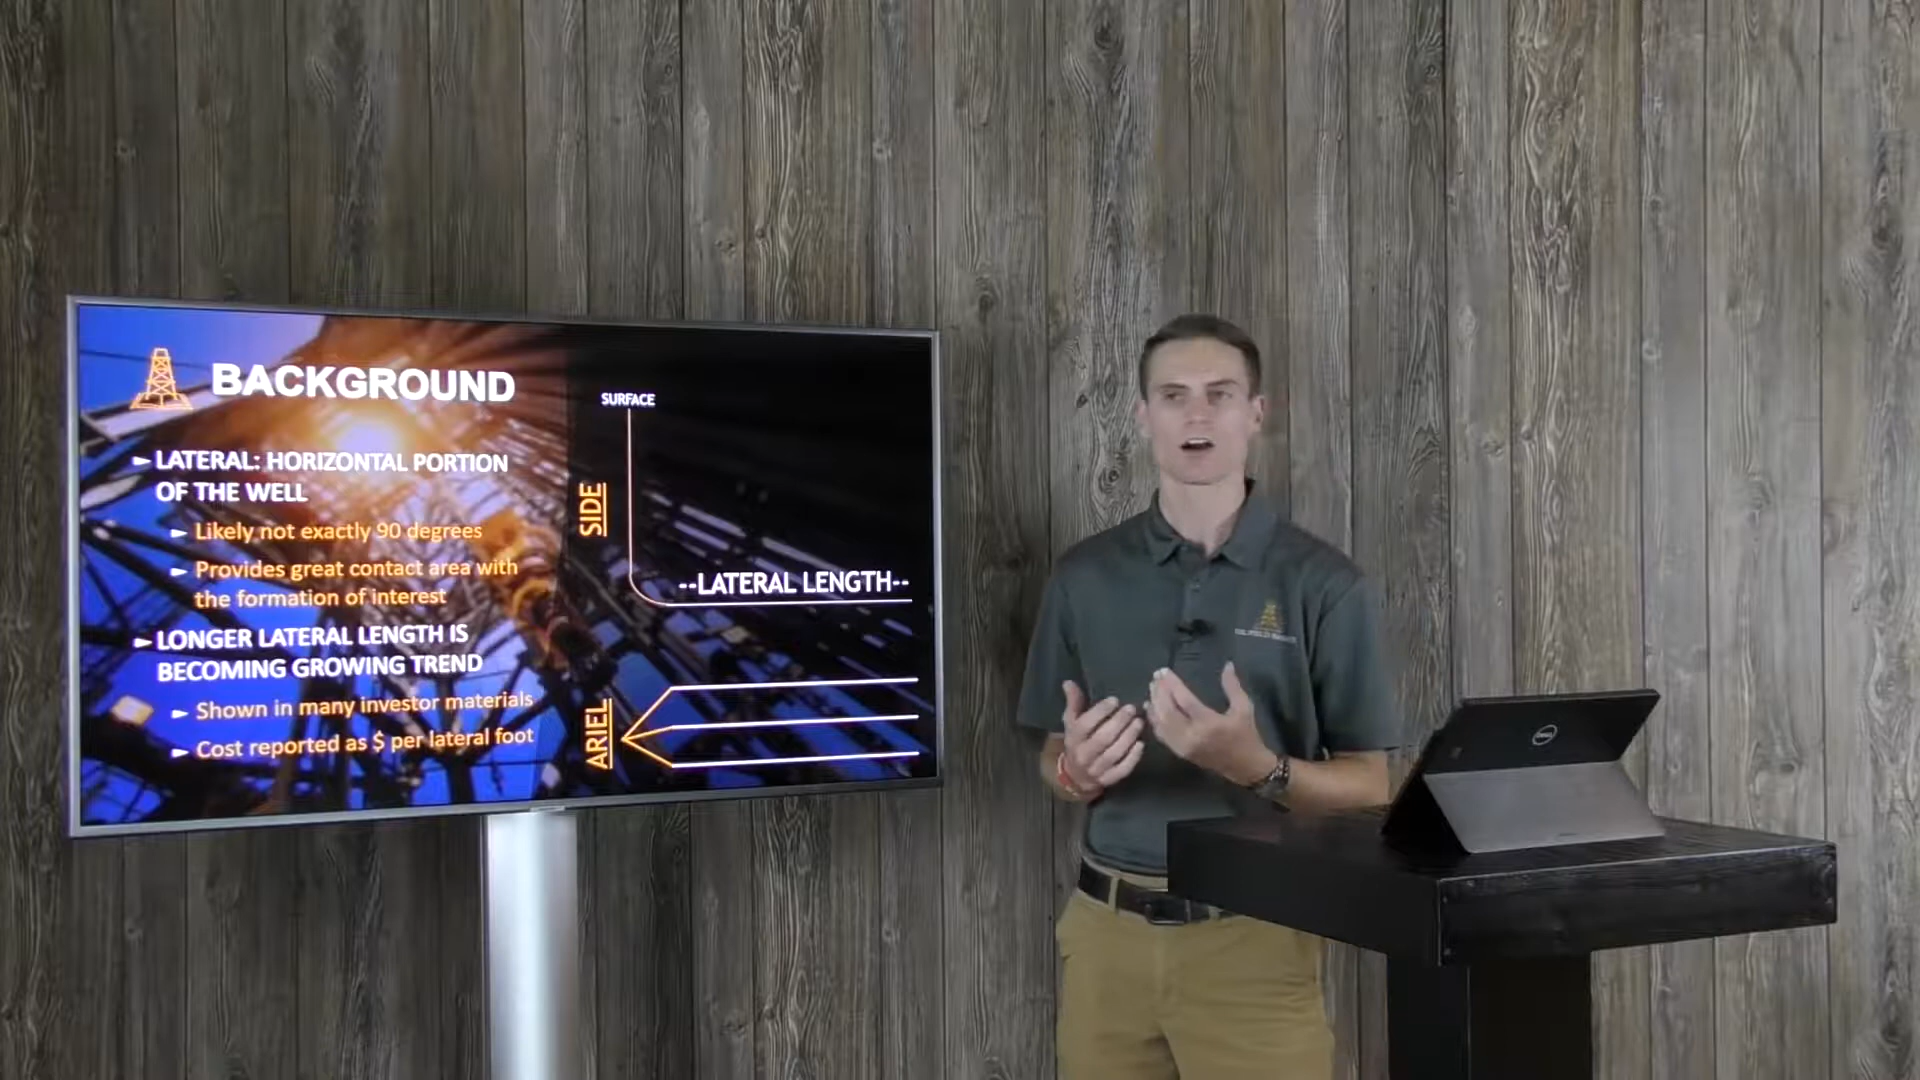 BACKGROUND
► LATERAL: HORIZONTAL PORTION
OF THE WELL
► Likely not exactly 90 degrees
► Provides great contact area with
the formation of interest
► LONGER LATERAL LENGTH IS
BECOMING GROWING TREND
► Shown in many investor materials
► Cost reported as $ per lateral foot
SURFACE
SIDE
--LATERAL LENGTH--
ARIEL
DELL